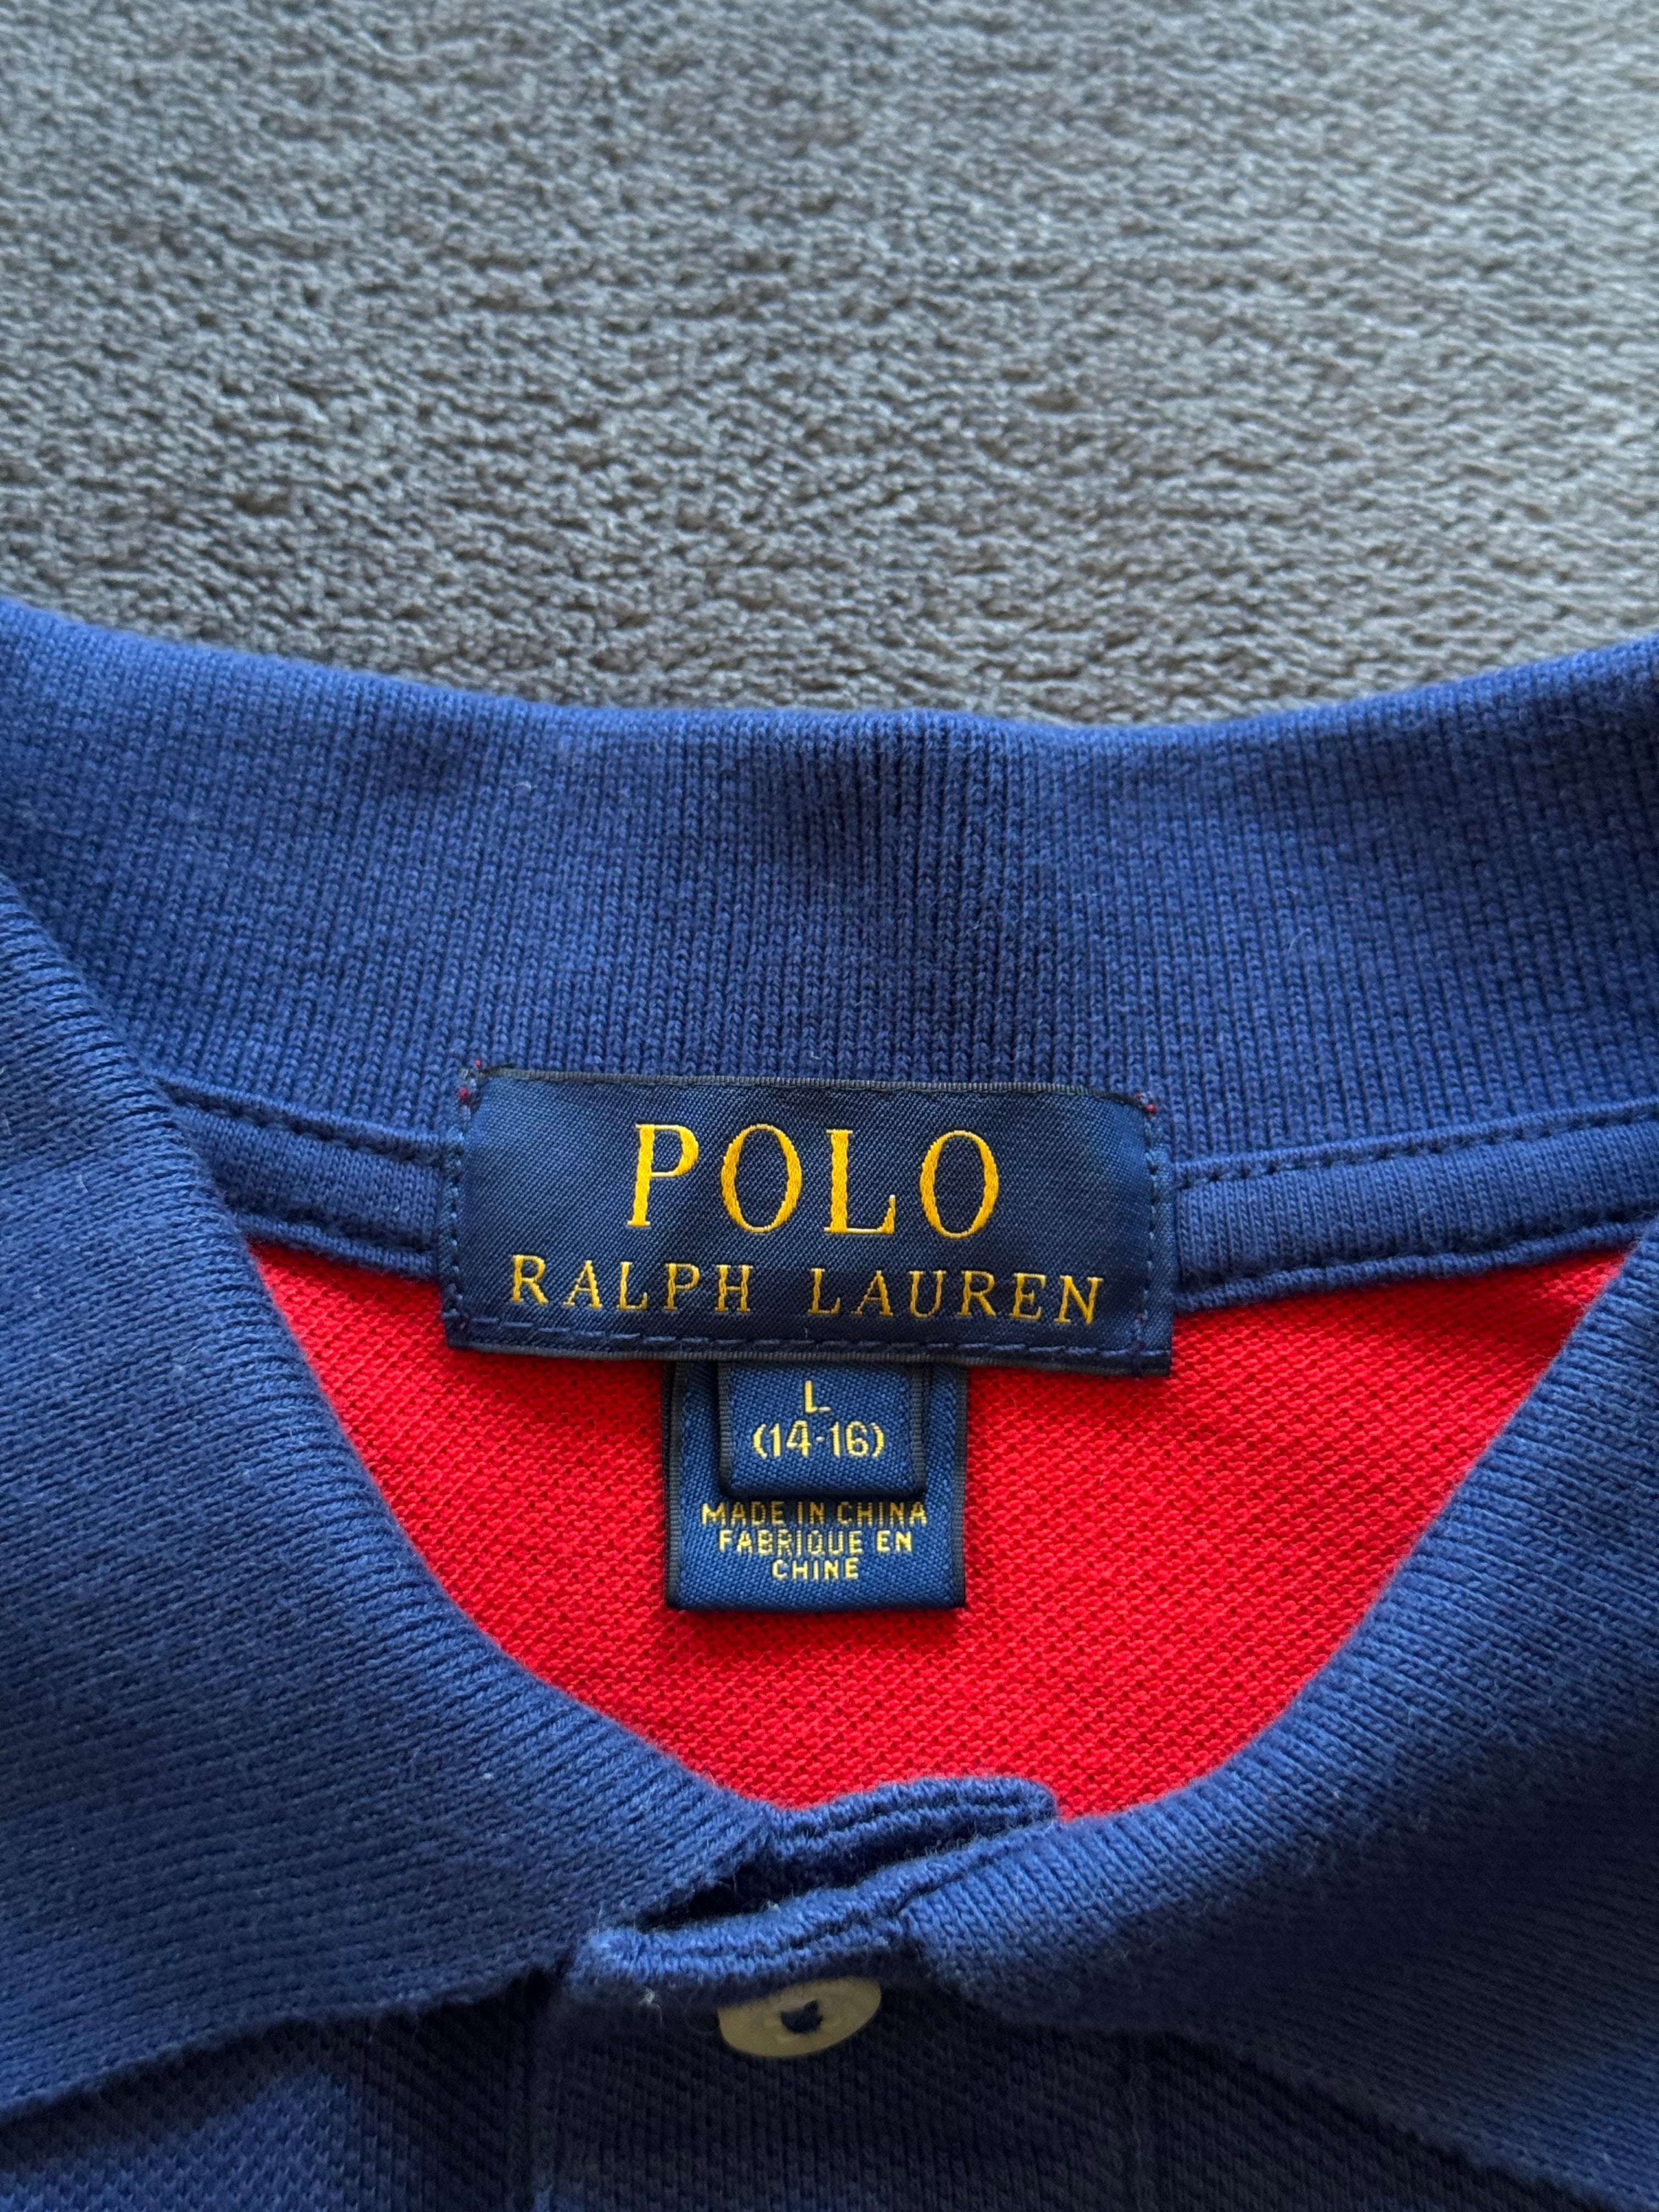 POLO
RALPH LAUREN
L
(14-16)
MADE IN CHINA
FABRIQUE EN
CHINE